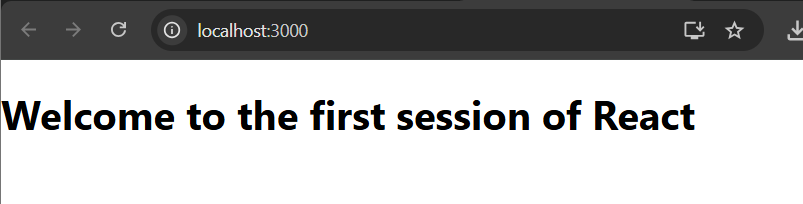 localhost:3000
Welcome to the first session of React